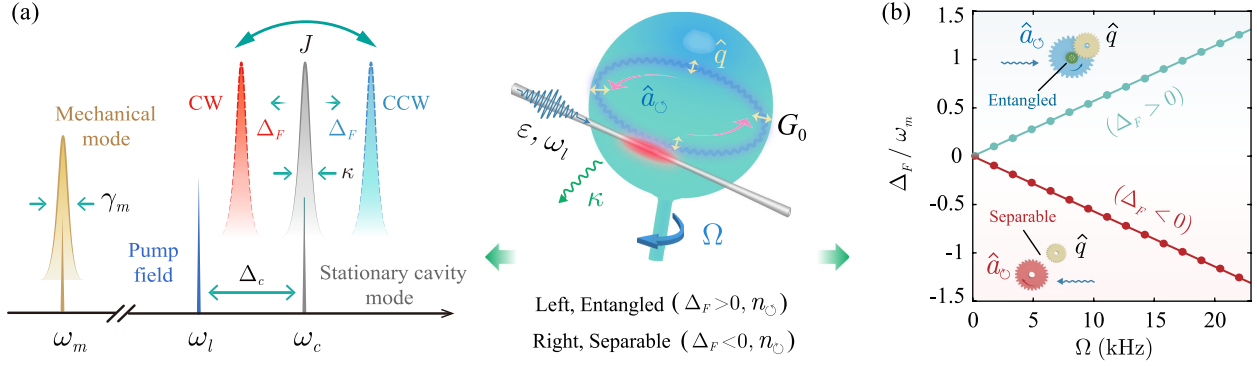 (a)
J
CW
CCW
Mechanical
mode
Δ_F
Δ_F
γ_m
κ
Pump
field
Δ_c
Stationary cavity
mode
ω_m
ω_l
ω_c
q̂
â_↻
G₀
ε, ω_l
κ
Ω
Left, Entangled (Δ_F>0, n_↻)
Right, Separable (Δ_F<0, n_↻)
(b)
1.5
1
0.5
0
-0.5
-1
-1.5
Δ_F / ω_m
â_↻
q̂
Entangled
(Δ_F > 0)
(Δ_F < 0)
Separable
q̂
â_↻
0
5
10
15
20
Ω (kHz)